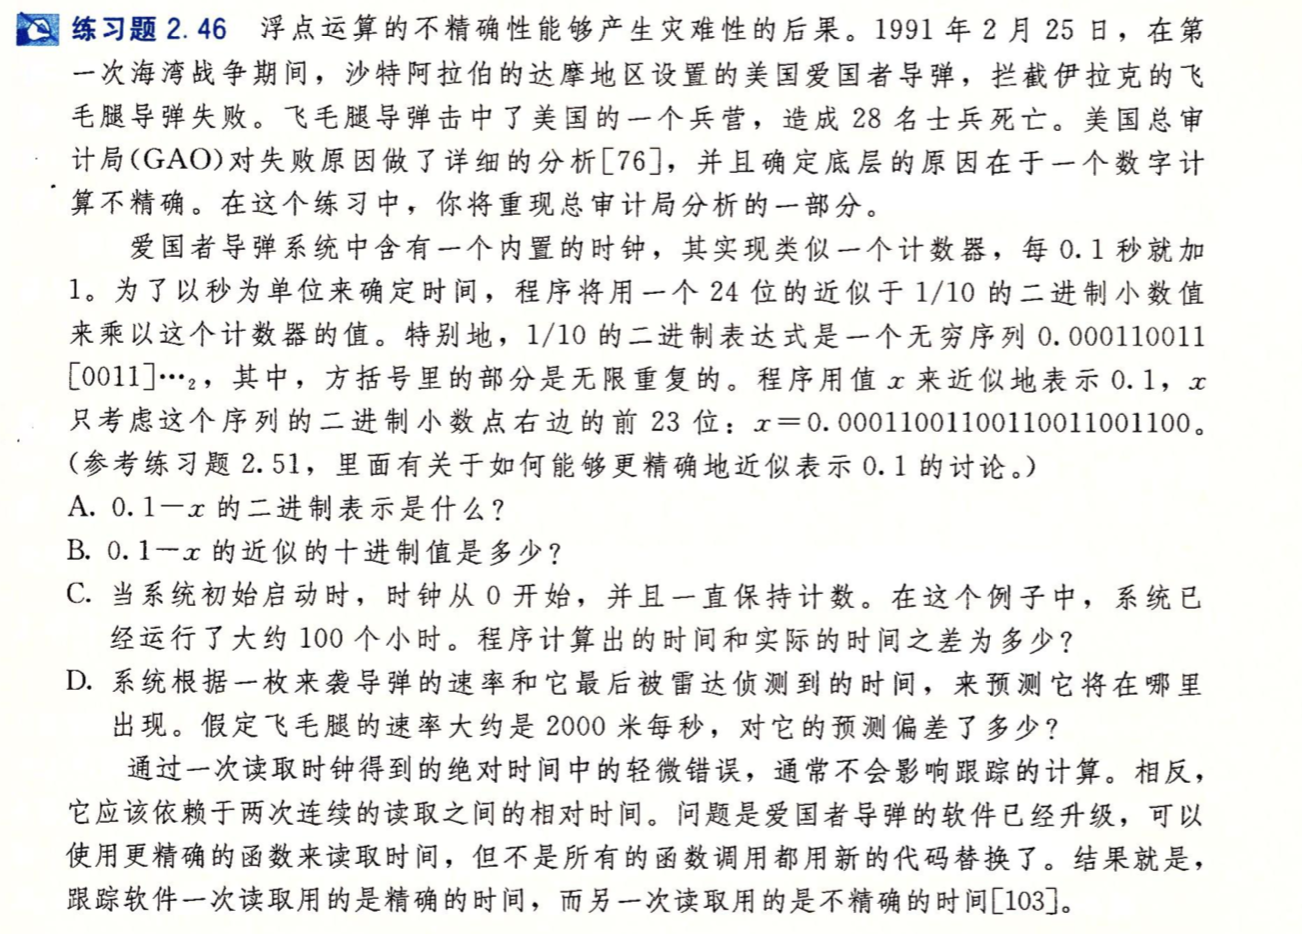 练习题 2.46 浮点运算的不精确性能够产生灾难性的后果。1991 年 2 月 25 日，在第
一次海湾战争期间，沙特阿拉伯的达摩地区设置的美国爱国者导弹，拦截伊拉克的飞
毛腿导弹失败。飞毛腿导弹击中了美国的一个兵营，造成 28 名士兵死亡。美国总审
计局(GAO)对失败原因做了详细的分析[76]，并且确定底层的原因在于一个数字计
算不精确。在这个练习中，你将重现总审计局分析的一部分。
爱国者导弹系统中含有一个内置的时钟，其实现类似一个计数器，每 0.1 秒就加
1。为了以秒为单位来确定时间，程序将用一个 24 位的近似于 1/10 的二进制小数值
来乘以这个计数器的值。特别地，1/10 的二进制表达式是一个无穷序列 0.000110011
[0011]…₂，其中，方括号里的部分是无限重复的。程序用值 x 来近似地表示 0.1，x
只考虑这个序列的二进制小数点右边的前 23 位：x=0.00011001100110011001100。
(参考练习题 2.51，里面有关于如何能够更精确地近似表示 0.1 的讨论。)
A. 0.1－x 的二进制表示是什么？
B. 0.1－x 的近似的十进制值是多少？
C. 当系统初始启动时，时钟从 0 开始，并且一直保持计数。在这个例子中，系统已
经运行了大约 100 个小时。程序计算出的时间和实际的时间之差为多少？
D. 系统根据一枚来袭导弹的速率和它最后被雷达侦测到的时间，来预测它将在哪里
出现。假定飞毛腿的速率大约是 2000 米每秒，对它的预测偏差了多少？
通过一次读取时钟得到的绝对时间中的轻微错误，通常不会影响跟踪的计算。相反，
它应该依赖于两次连续的读取之间的相对时间。问题是爱国者导弹的软件已经升级，可以
使用更精确的函数来读取时间，但不是所有的函数调用都用新的代码替换了。结果就是，
跟踪软件一次读取用的是精确的时间，而另一次读取用的是不精确的时间[103]。